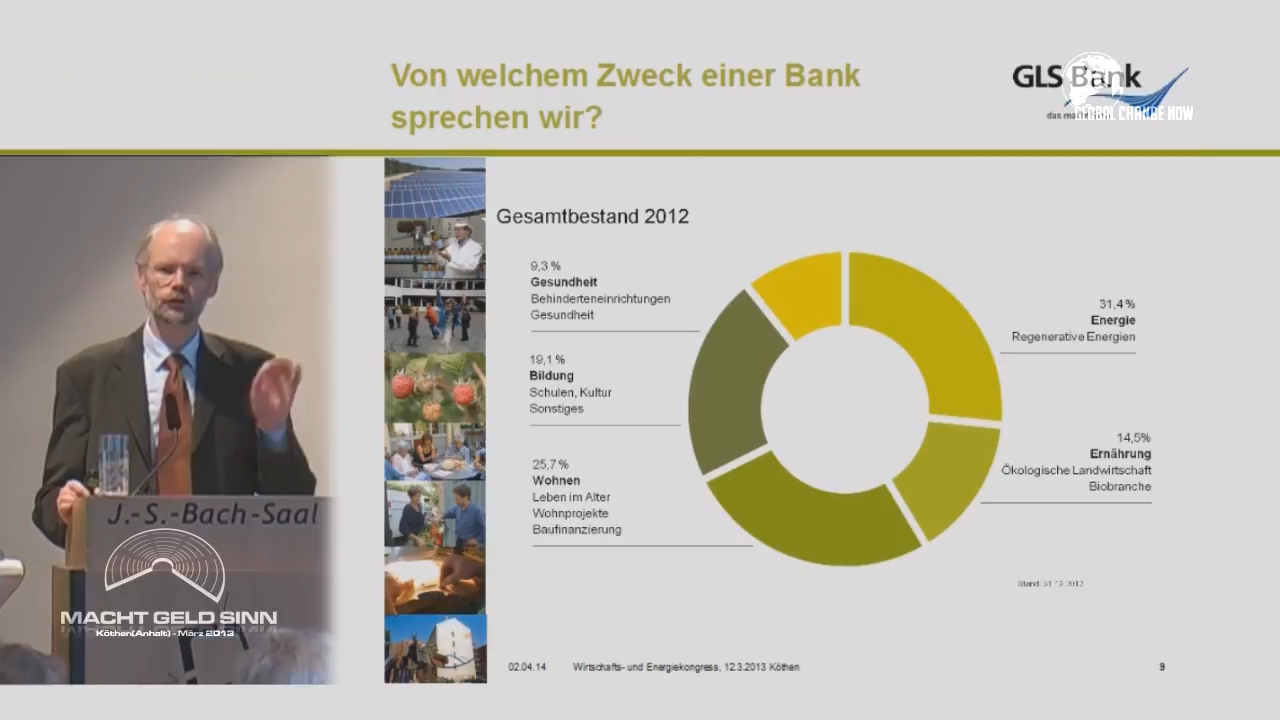 Von welchem Zweck einer Bank
sprechen wir?
GLS Bank
GLOBAL CHANGE NOW
Gesamtbestand 2012
9,3 %
Gesundheit
Behinderteneinrichtungen
Gesundheit
19,1 %
Bildung
Schulen, Kultur
Sonstiges
25,7 %
Wohnen
Leben im Alter
Wohnprojekte
Baufinanzierung
31,4 %
Energie
Regenerative Energien
14,5%
Ernährung
Ökologische Landwirtschaft
Biobranche
Stand: 31.12.2012
J.-S.-Bach-Saal
MACHT GELD SINN
Köthen(Anhalt) - März 2013
02.04.14
Wirtschafts- und Energiekongress, 12.3.2013 Köthen
9